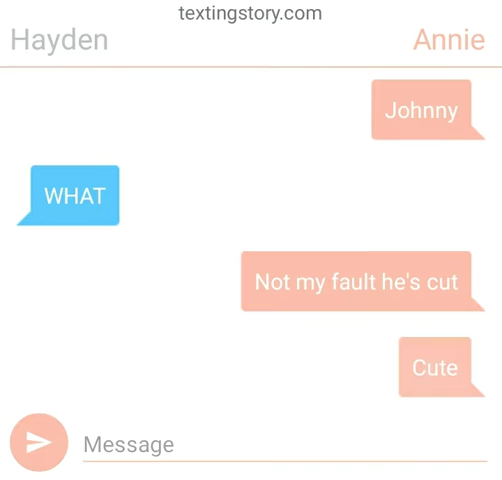 textingstory.com
Hayden Annie
Johnny
WHAT
Not my fault he's cut
Cute
Message